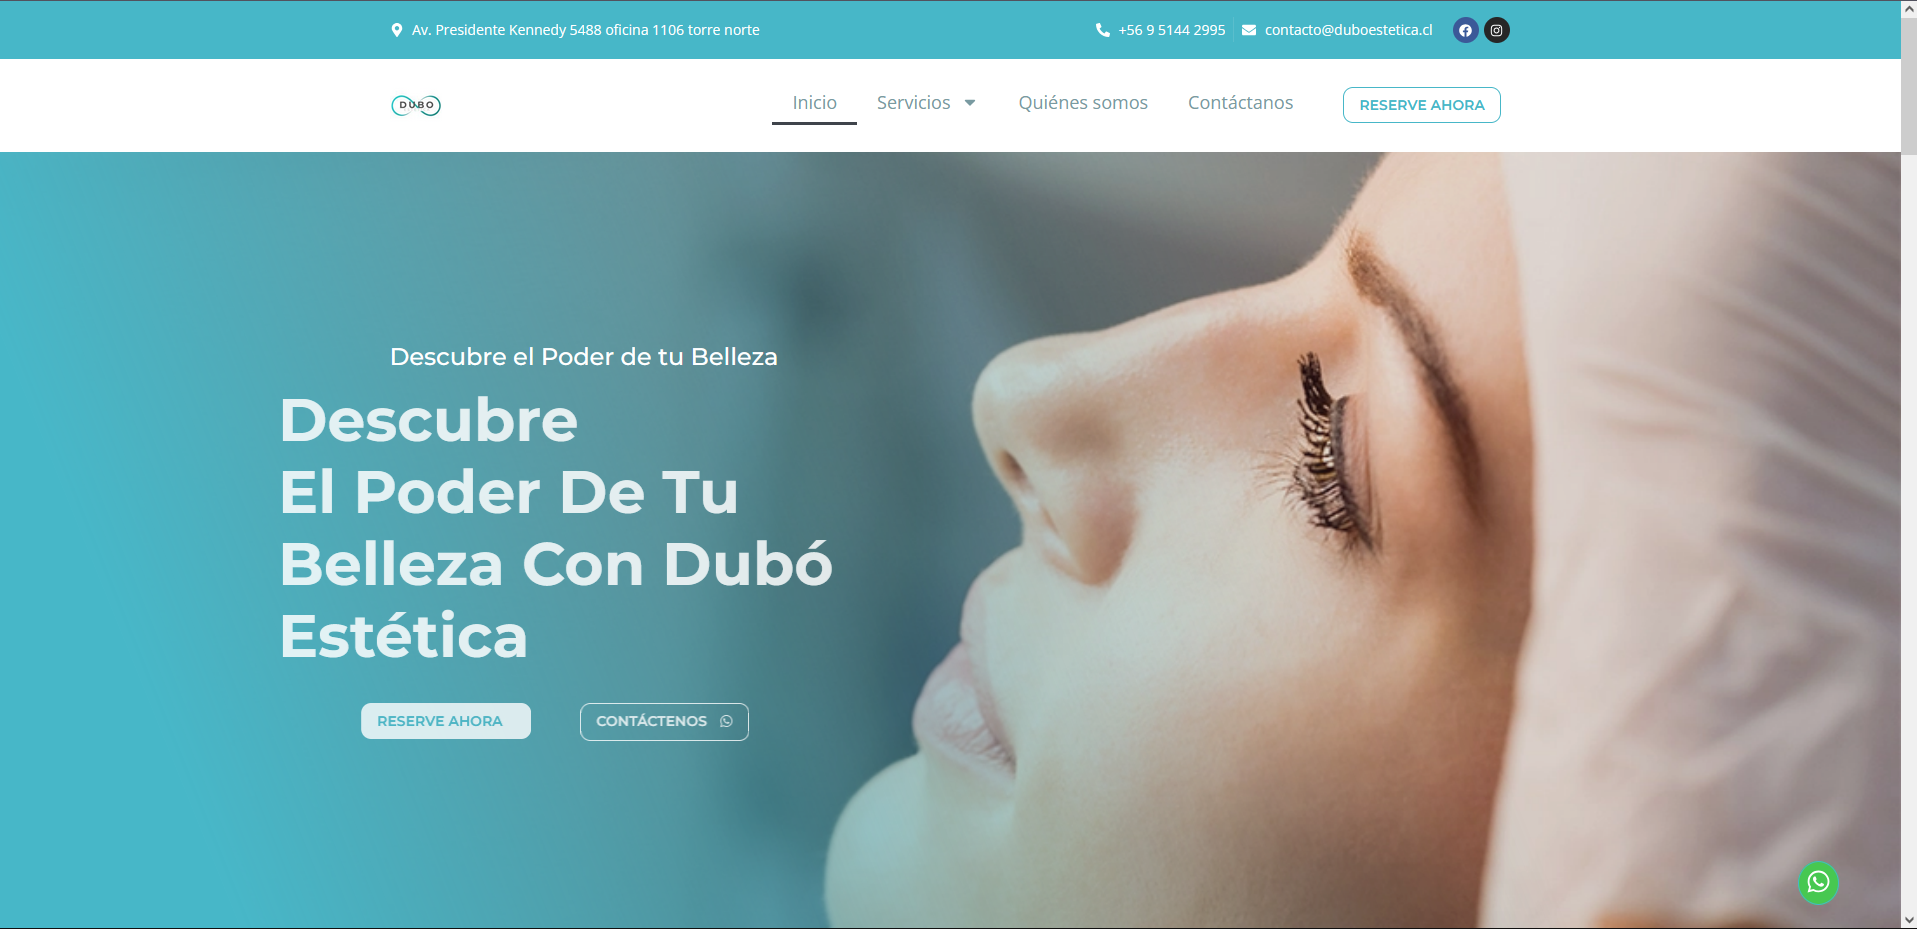 Av. Presidente Kennedy 5488 oficina 1106 torre norte
+56 9 5144 2995
contacto@duboestetica.cl
DUBO
Inicio
Servicios
Quiénes somos
Contáctanos
RESERVE AHORA
Descubre el Poder de tu Belleza
Descubre
El Poder De Tu
Belleza Con Dubó
Estética
RESERVE AHORA
CONTÁCTENOS